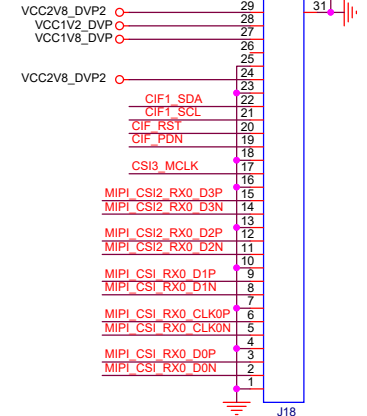 VCC2V8_DVP2 29 31
VCC1V2_DVP 28
VCC1V8_DVP 27
26
25
VCC2V8_DVP2 24
23
CIF1_SDA 22
CIF1_SCL 21
CIF_RST 20
CIF_PDN 19
18
CSI3_MCLK 17
16
MIPI_CSI2_RX0_D3P 15
MIPI_CSI2_RX0_D3N 14
13
MIPI_CSI2_RX0_D2P 12
MIPI_CSI2_RX0_D2N 11
10
MIPI_CSI_RX0_D1P 9
MIPI_CSI_RX0_D1N 8
7
MIPI_CSI_RX0_CLK0P 6
MIPI_CSI_RX0_CLK0N 5
4
MIPI_CSI_RX0_D0P 3
MIPI_CSI_RX0_D0N 2
1
J18